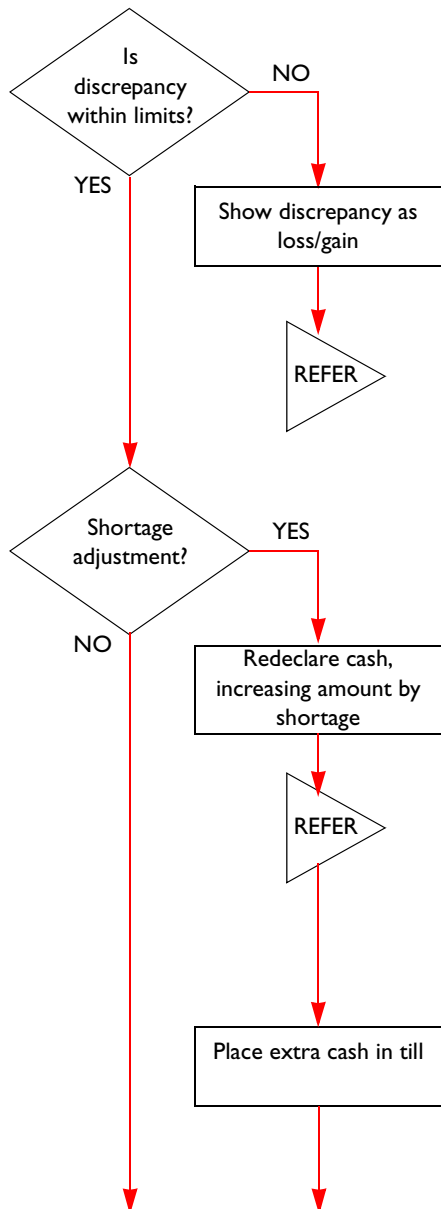 Is
discrepancy
within limits?
NO
YES
Show discrepancy as
loss/gain
REFER
Shortage
adjustment?
YES
NO
Redeclare cash,
increasing amount by
shortage
REFER
Place extra cash in till